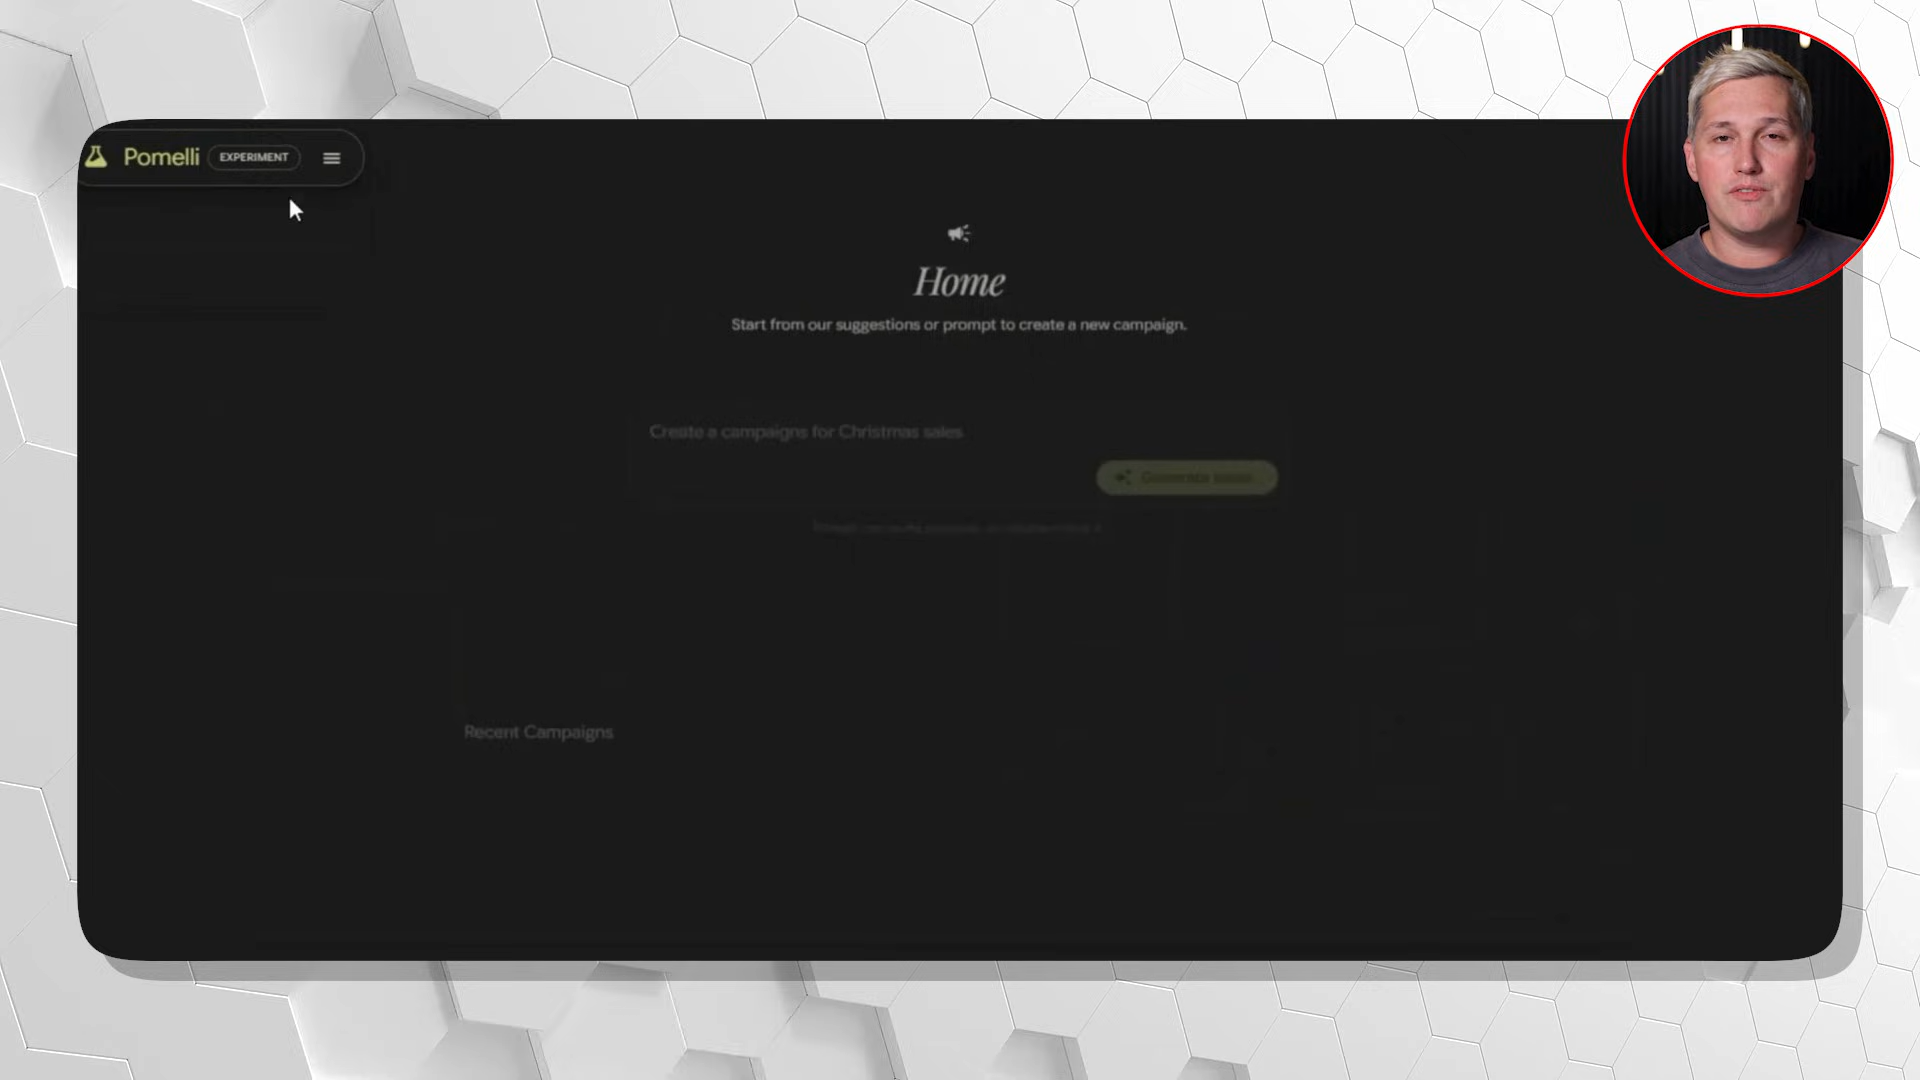 Pomelli EXPERIMENT
Home
Start from our suggestions or prompt to create a new campaign.
Create a campaigns for Christmas sales
Generate
Recent Campaigns